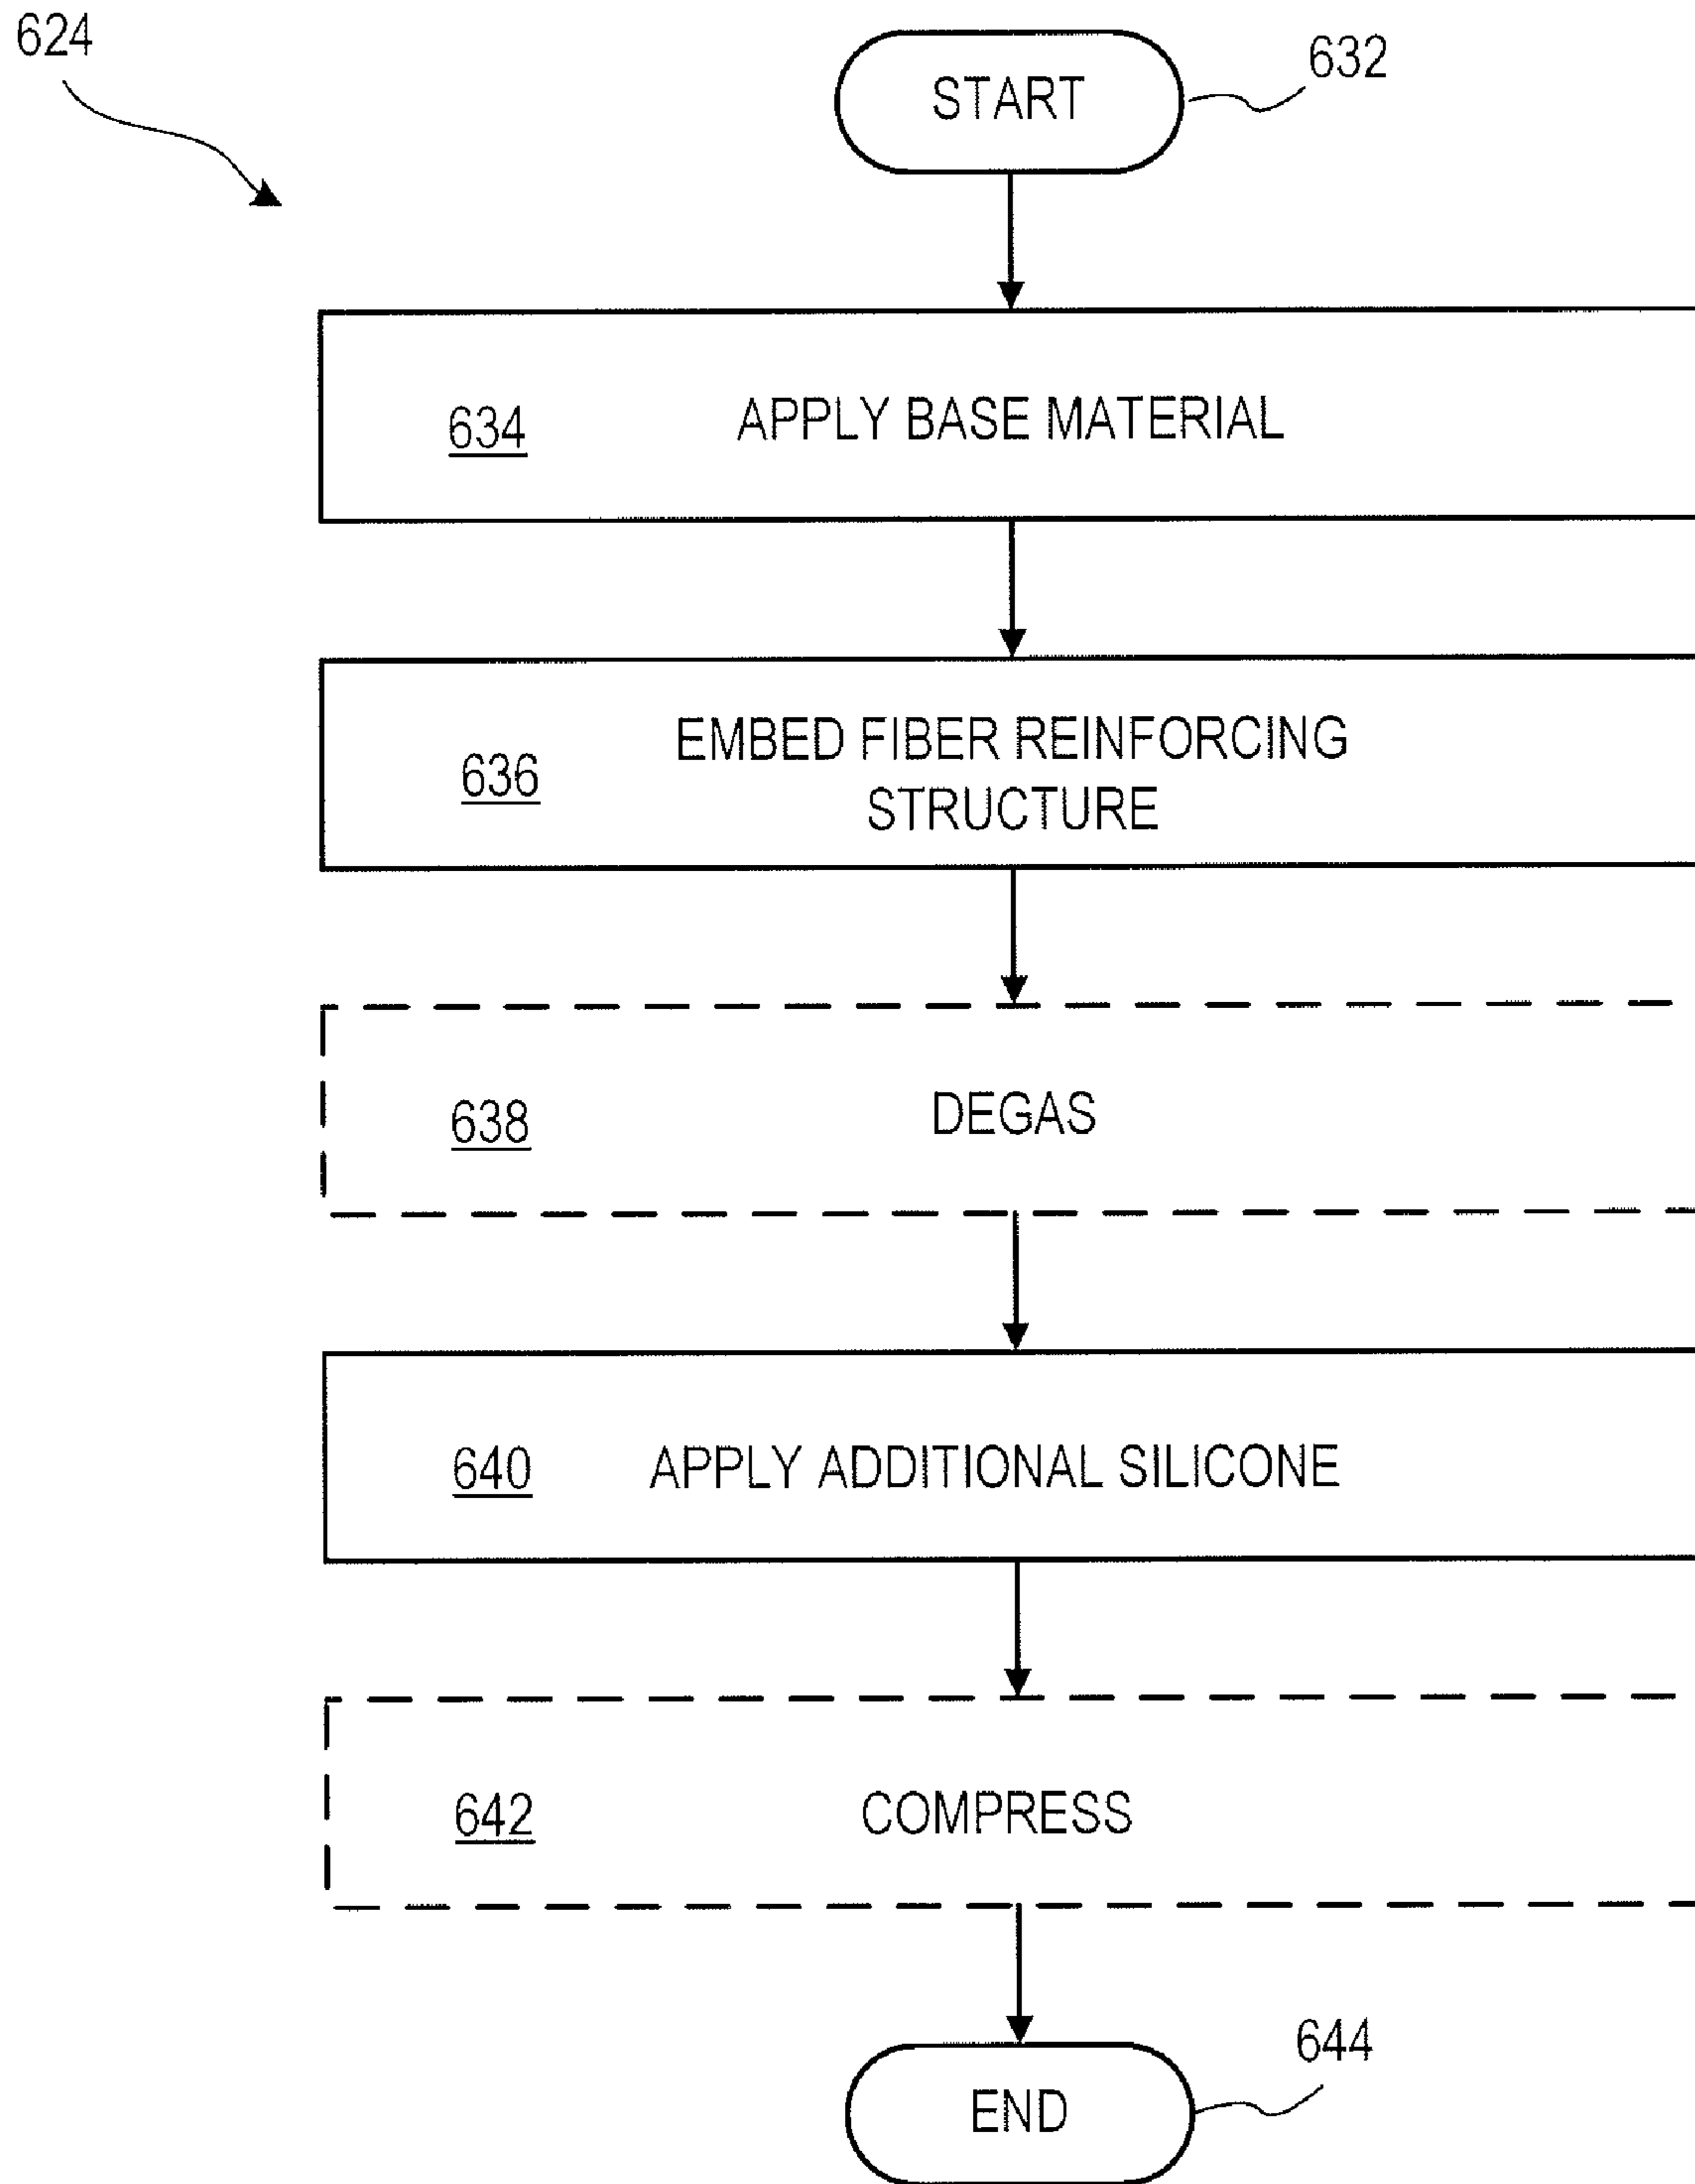 624
START
632
634
APPLY BASE MATERIAL
636
EMBED FIBER REINFORCING
STRUCTURE
638
DEGAS
640
APPLY ADDITIONAL SILICONE
642
COMPRESS
END
644